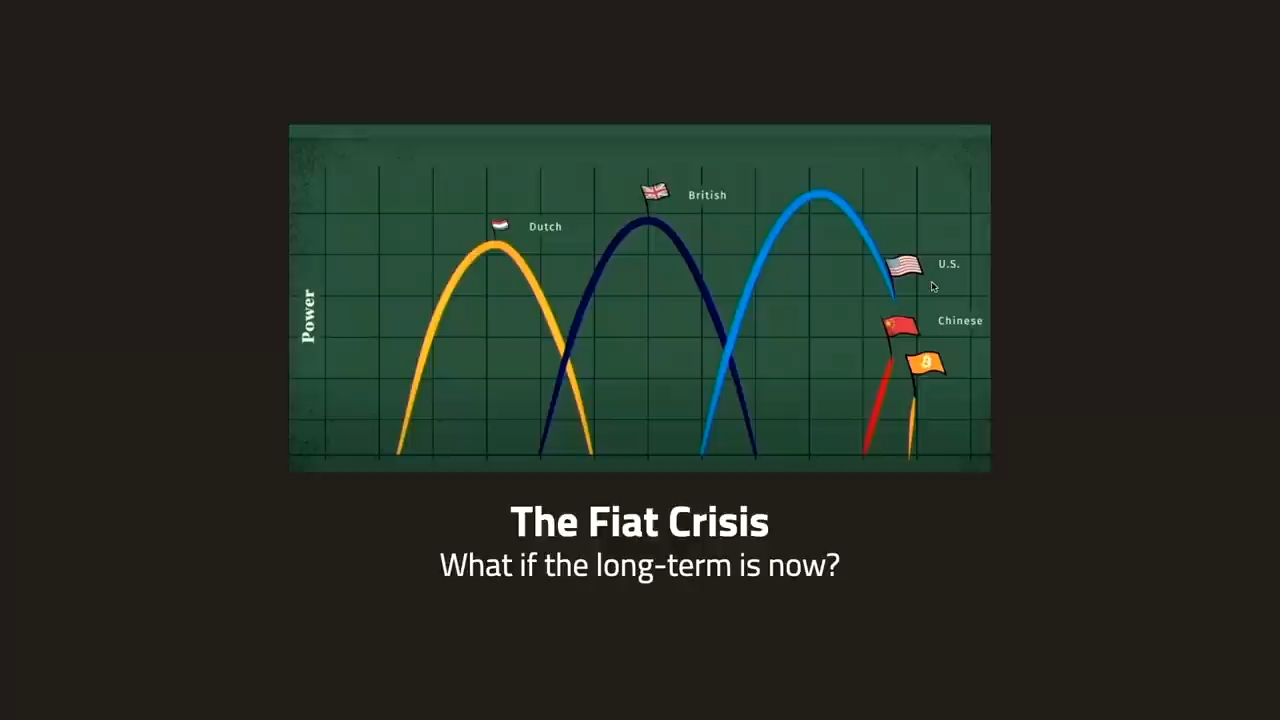 British
Dutch
U.S.
Power
Chinese
₿
The Fiat Crisis
What if the long-term is now?